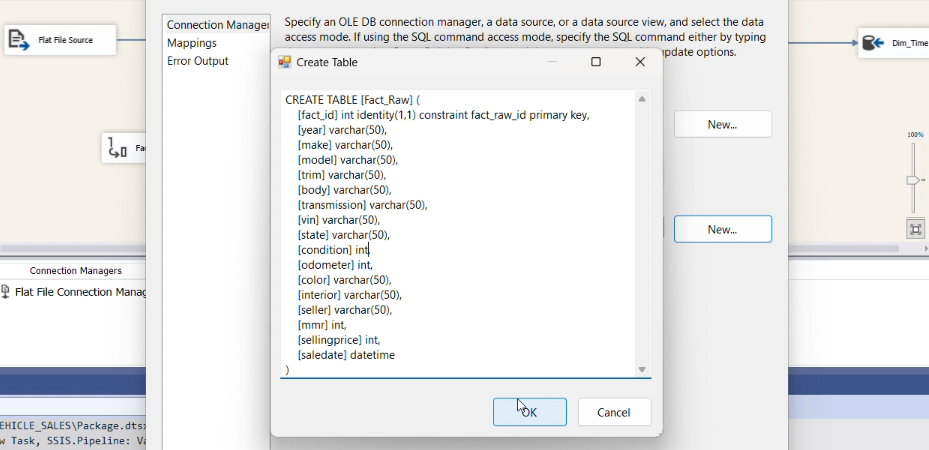 Connection Manager
Mappings
Error Output
Specify an OLE DB connection manager, a data source, or a data source view, and select the data
access mode. If using the SQL command access mode, specify the SQL command either by typing
update options.
Flat File Source
Dim_Time
Create Table
CREATE TABLE [Fact_Raw] (
[fact_id] int identity(1,1) constraint fact_raw_id primary key,
[year] varchar(50),
[make] varchar(50),
[model] varchar(50),
[trim] varchar(50),
[body] varchar(50),
[transmission] varchar(50),
[vin] varchar(50),
[state] varchar(50),
[condition] int,
[odometer] int,
[color] varchar(50),
[interior] varchar(50),
[seller] varchar(50),
[mmr] int,
[sellingprice] int,
[saledate] datetime
)
New...
New...
OK
Cancel
Fa
100%
Connection Managers
Flat File Connection Manag
EHICLE_SALES\Package.dts
w Task, SSIS.Pipeline: Va